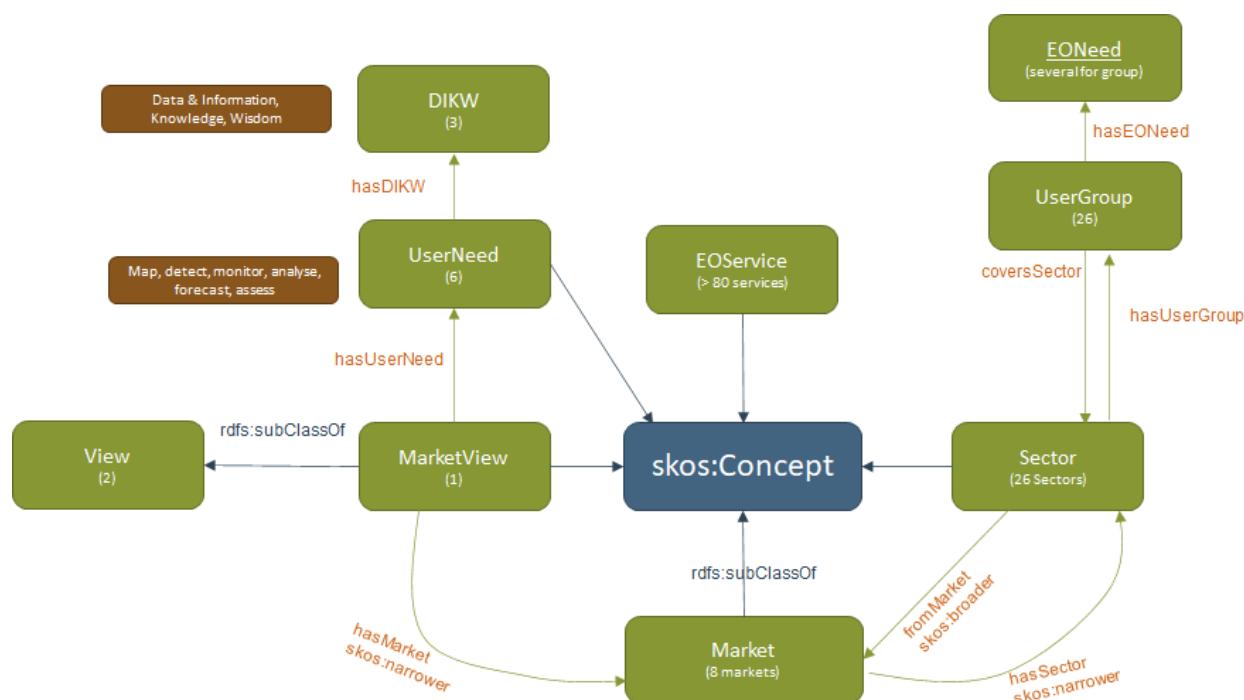 EONeed
(several for group)
Data & Information,
Knowledge, Wisdom
DIKW
(3)
hasEONeed
hasDIKW
UserGroup
(26)
Map, detect, monitor, analyse,
forecast, assess
UserNeed
(6)
EOService
(> 80 services)
coversSector
hasUserGroup
hasUserNeed
rdfs:subClassOf
View
(2)
MarketView
(1)
skos:Concept
Sector
(26 Sectors)
rdfs:subClassOf
fromMarket
skos:broader
hasMarket
skos:narrower
Market
(8 markets)
hasSector
skos:narrower